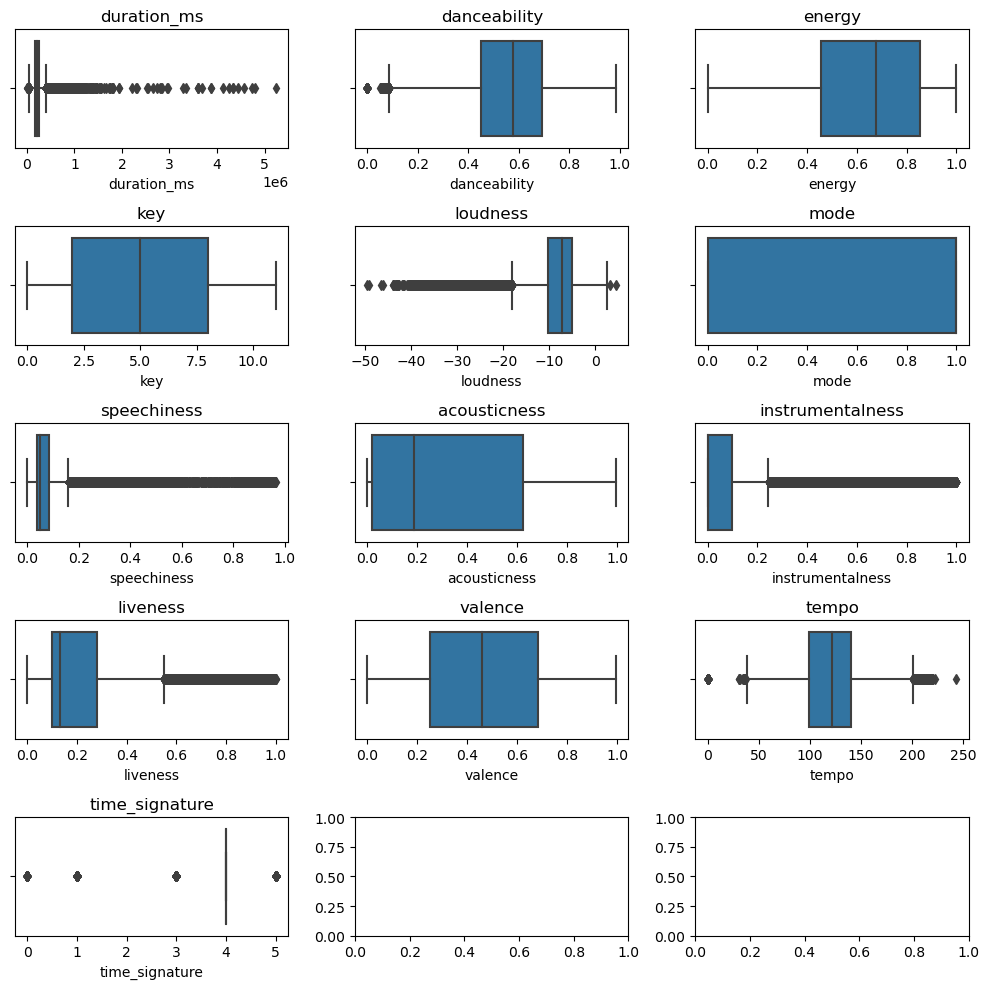 duration_ms
0 1 2 3 4 5
1e6
duration_ms
danceability
0.0 0.2 0.4 0.6 0.8 1.0
danceability
energy
0.0 0.2 0.4 0.6 0.8 1.0
energy
key
0.0 2.5 5.0 7.5 10.0
key
loudness
−50 −40 −30 −20 −10 0
loudness
mode
0.0 0.2 0.4 0.6 0.8 1.0
mode
speechiness
0.0 0.2 0.4 0.6 0.8 1.0
speechiness
acousticness
0.0 0.2 0.4 0.6 0.8 1.0
acousticness
instrumentalness
0.0 0.2 0.4 0.6 0.8 1.0
instrumentalness
liveness
0.0 0.2 0.4 0.6 0.8 1.0
liveness
valence
0.0 0.2 0.4 0.6 0.8 1.0
valence
tempo
0 50 100 150 200 250
tempo
time_signature
0 1 3 4 5
time_signature
1.00
0.75
0.50
0.25
0.00
0.0 0.2 0.4 0.6 0.8 1.0
1.00
0.75
0.50
0.25
0.00
0.0 0.2 0.4 0.6 0.8 1.0